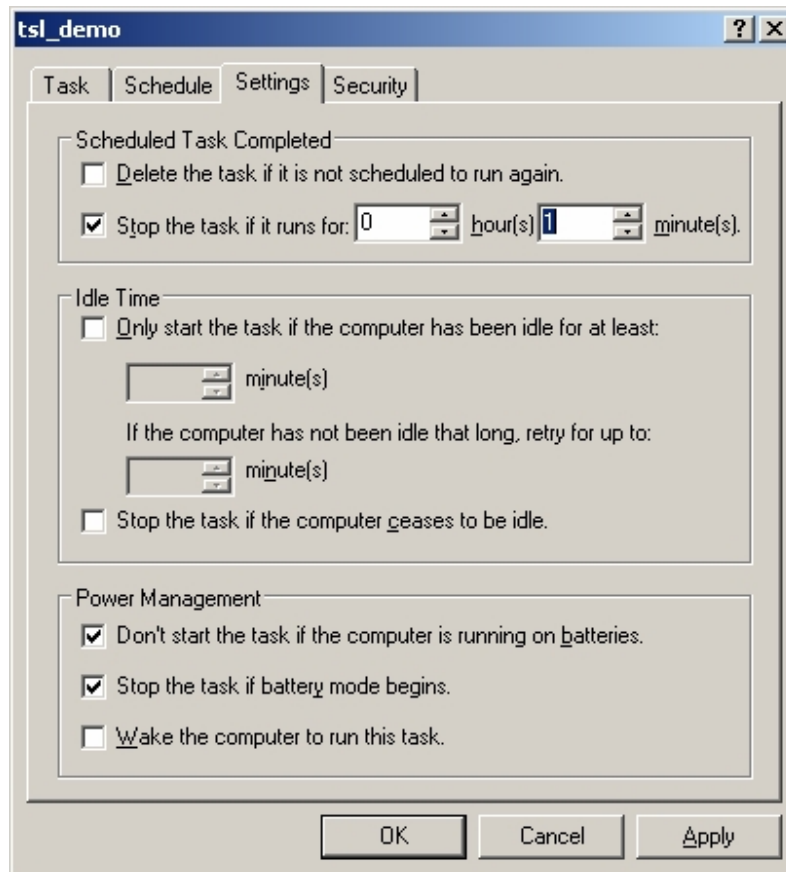 tsl_demo
Task Schedule Settings Security
Scheduled Task Completed
Delete the task if it is not scheduled to run again.
Stop the task if it runs for: 0 hour(s) 1 minute(s).
Idle Time
Only start the task if the computer has been idle for at least:
minute(s)
If the computer has not been idle that long, retry for up to:
minute(s)
Stop the task if the computer ceases to be idle.
Power Management
Don't start the task if the computer is running on batteries.
Stop the task if battery mode begins.
Wake the computer to run this task.
OK Cancel Apply